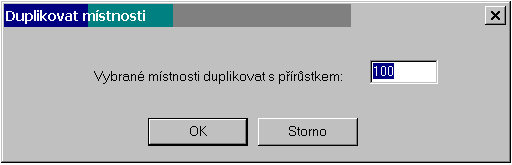 Duplikovat místnosti
Vybrané místnosti duplikovat s přírůstkem: 100
OK Storno